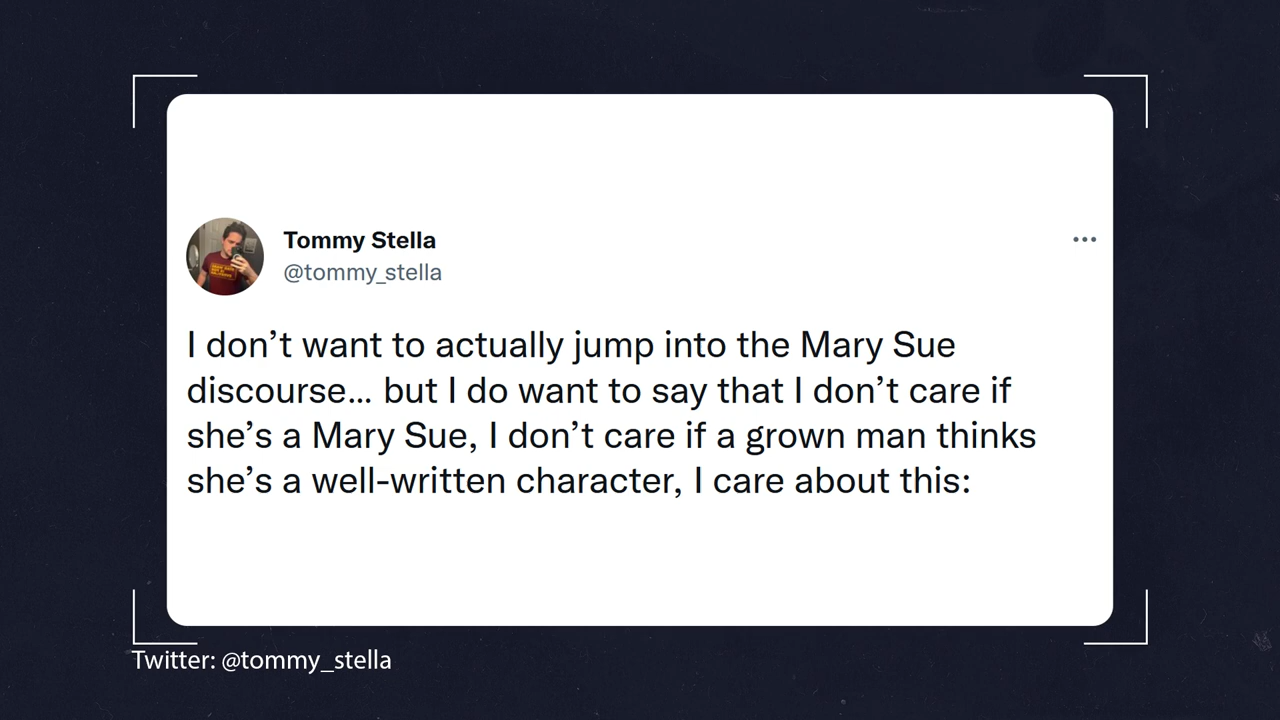 Tommy Stella
@tommy_stella
I don’t want to actually jump into the Mary Sue
discourse... but I do want to say that I don’t care if
she’s a Mary Sue, I don’t care if a grown man thinks
she’s a well-written character, I care about this:
Twitter: @tommy_stella